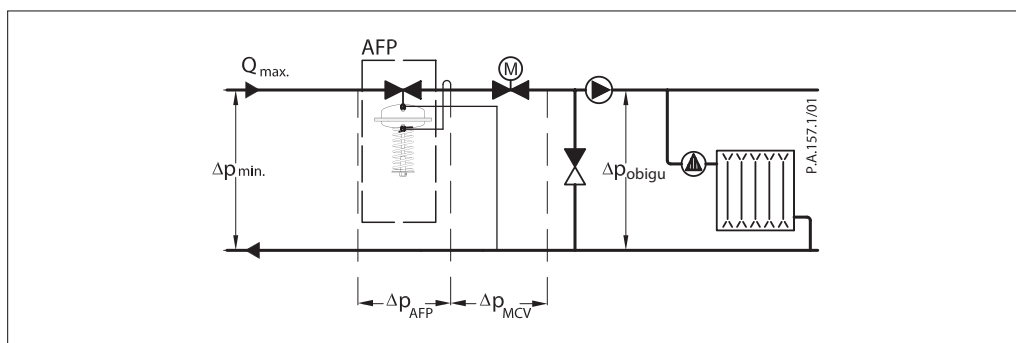 AFP
Q max.
M
Δp min.
Δp obigu
P.A.157.1/01
Δp AFP
Δp MCV